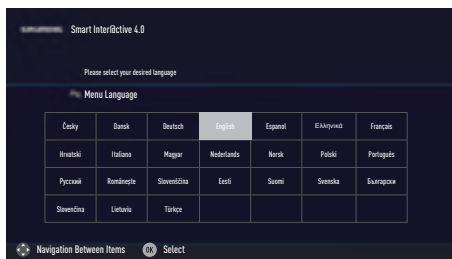 Smart Inter@ctive 4.0
Please select your desired language
Menu Language
Česky Dansk Deutsch English Espanol Ελληνικά Français
Hrvatski Italiano Magyar Nederlands Norsk Polski Português
Русский Româneşte Slovenščina Eesti Suomi Svenska Български
Slovenčina Lietuviu Türkçe
Navigation Between Items OK Select